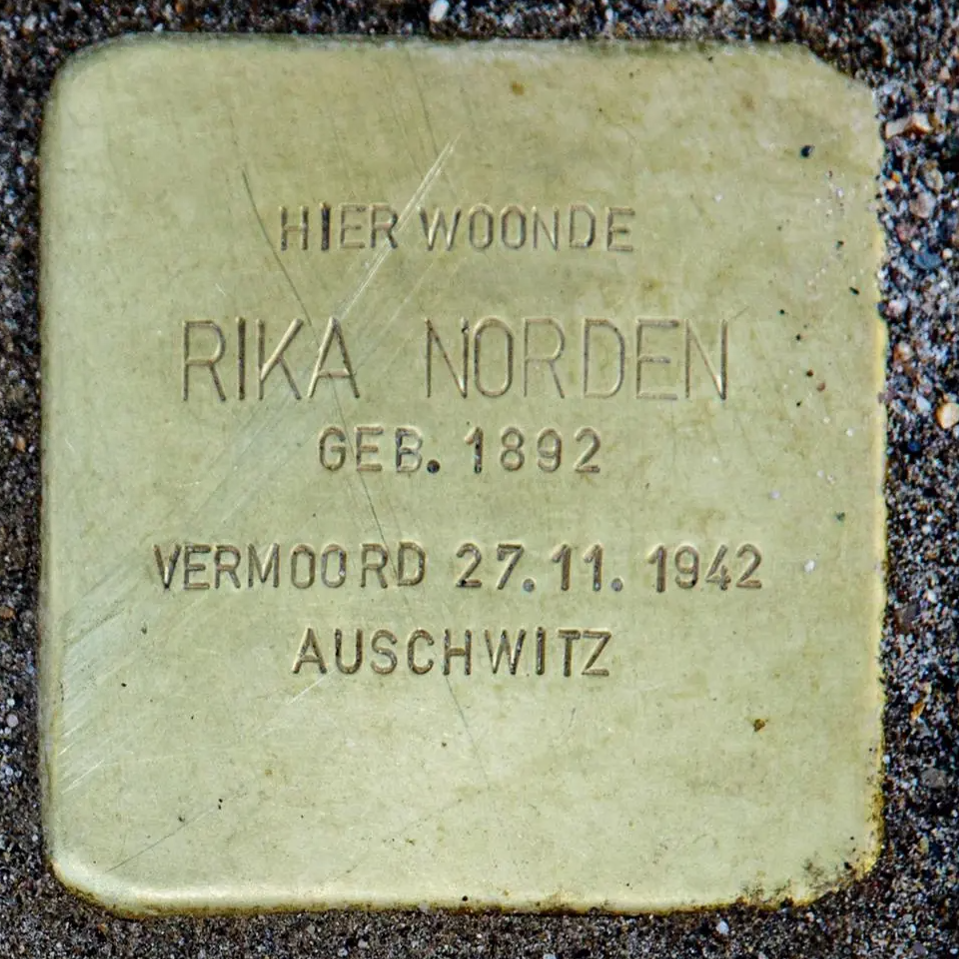 HIER WOONDE
RIKA NORDEN
GEB. 1892
VERMOORD 27.11.1942
AUSCHWITZ